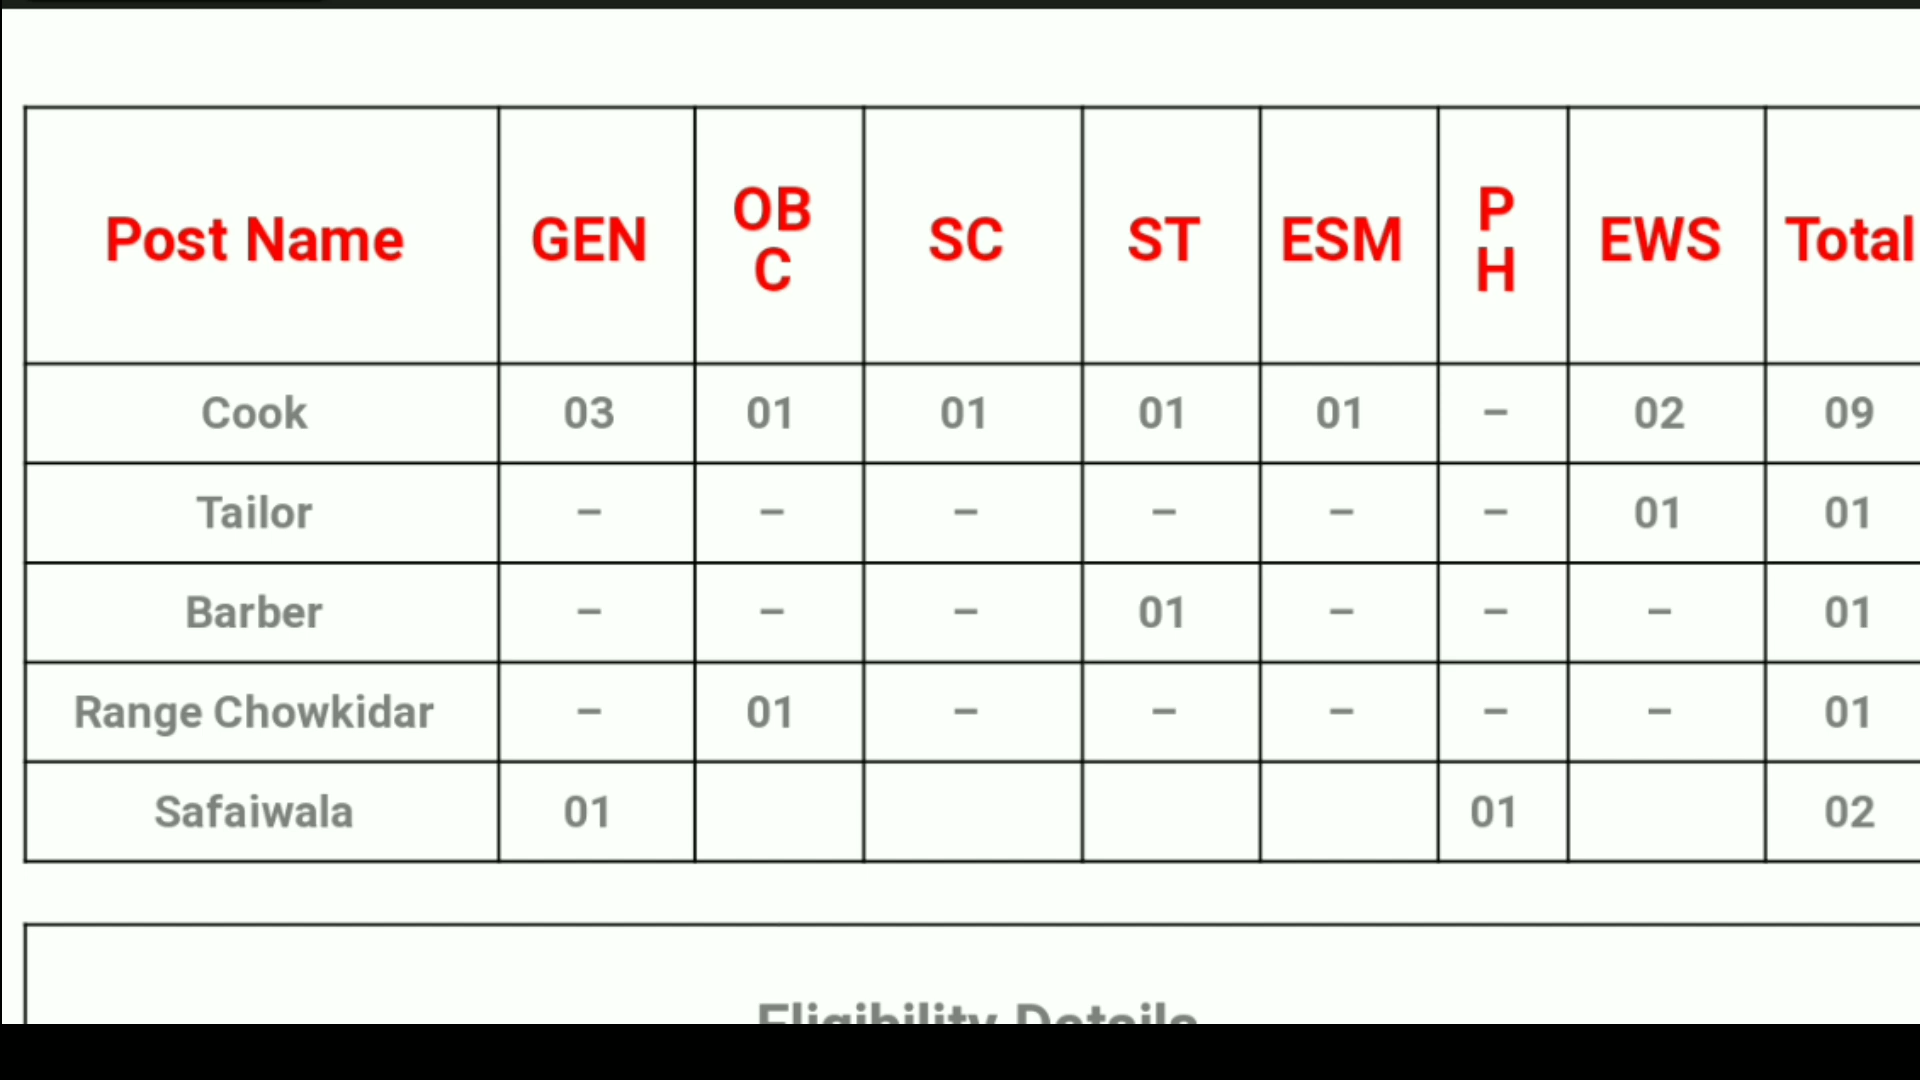 Post Name GEN OBC SC ST ESM PH EWS Total
Cook 03 01 01 01 01 – 02 09
Tailor – – – – – – 01 01
Barber – – – 01 – – – 01
Range Chowkidar – 01 – – – – – 01
Safaiwala 01 01 02
Eligibility Details